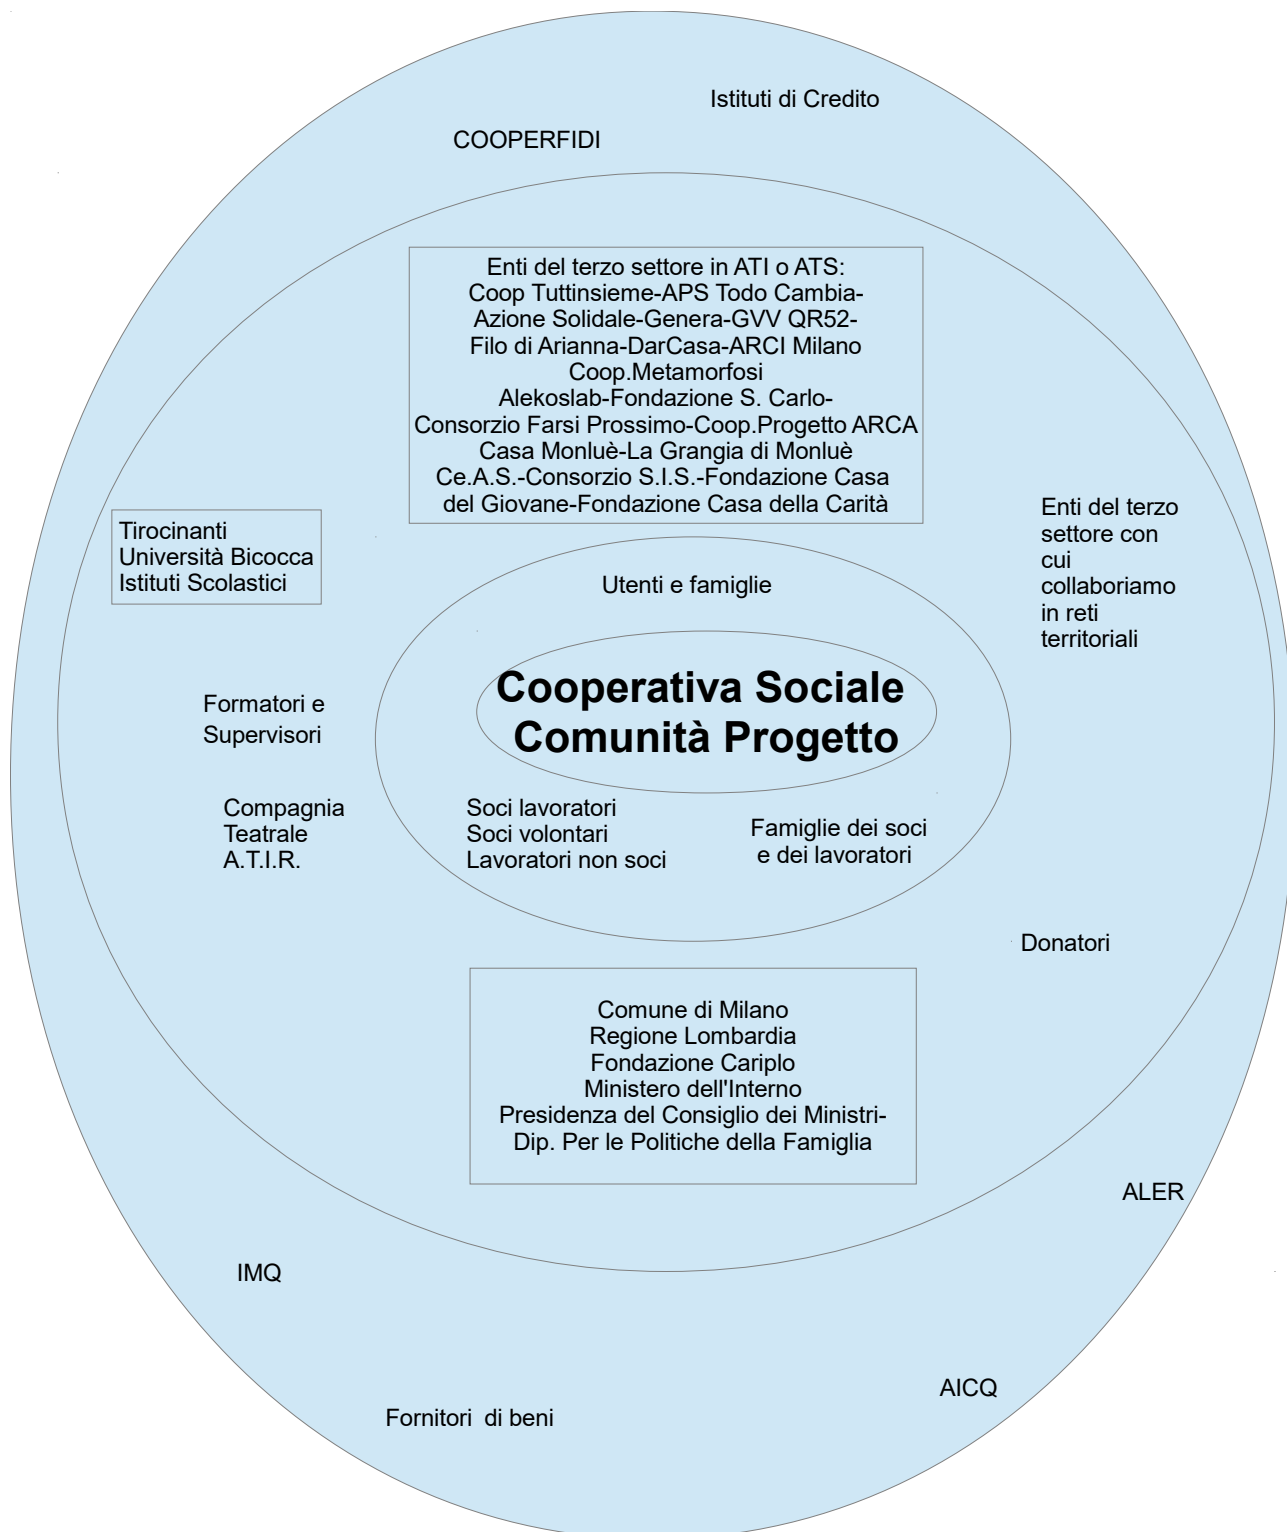 Istituti di Credito
COOPERFIDI
Enti del terzo settore in ATI o ATS:
Coop Tuttinsieme-APS Todo Cambia-
Azione Solidale-Genera-GVV QR52-
Filo di Arianna-DarCasa-ARCI Milano
Coop.Metamorfosi
Alekoslab-Fondazione S. Carlo-
Consorzio Farsi Prossimo-Coop.Progetto ARCA
Casa Monluè-La Grangia di Monluè
Ce.A.S.-Consorzio S.I.S.-Fondazione Casa
del Giovane-Fondazione Casa della Carità
Tirocinanti
Università Bicocca
Istituti Scolastici
Enti del terzo
settore con
cui
collaboriamo
in reti
territoriali
Utenti e famiglie
Cooperativa Sociale
Comunità Progetto
Formatori e
Supervisori
Compagnia
Teatrale
A.T.I.R.
Soci lavoratori
Soci volontari
Lavoratori non soci
Famiglie dei soci
e dei lavoratori
Donatori
Comune di Milano
Regione Lombardia
Fondazione Cariplo
Ministero dell'Interno
Presidenza del Consiglio dei Ministri-
Dip. Per le Politiche della Famiglia
ALER
IMQ
AICQ
Fornitori  di beni